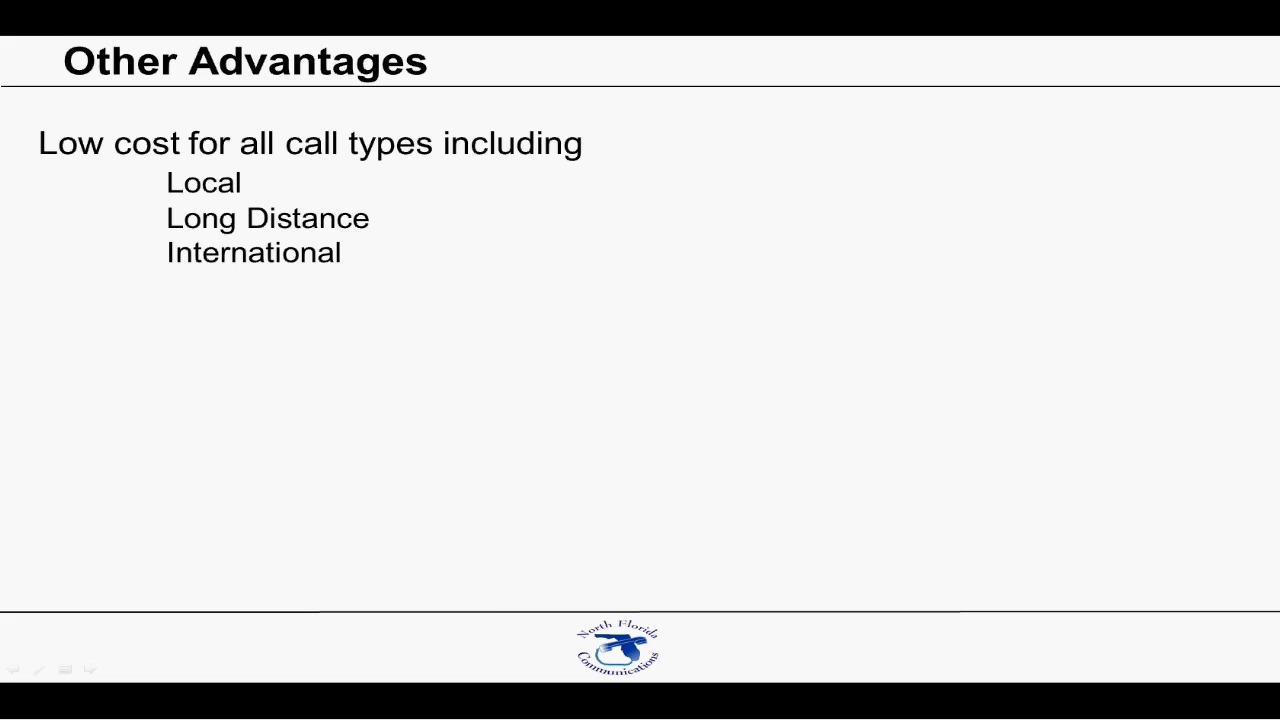 Other Advantages
Low cost for all call types including
Local
Long Distance
International
North Florida
Communications